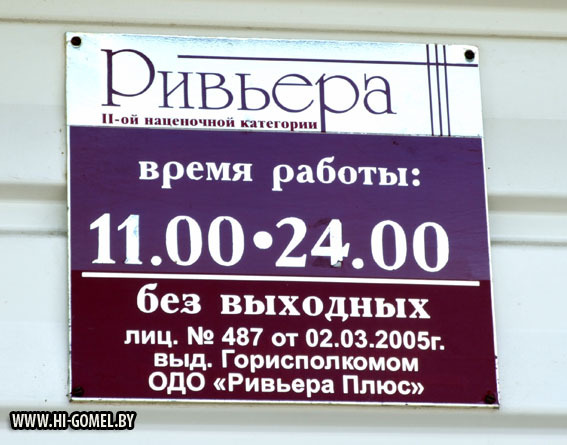 Ривьера
II-ой наценочной категории
время работы:
11.00•24.00
без выходных
лиц. № 487 от 02.03.2005г.
выд. Горисполкомом
ОДО «Ривьера Плюс»
WWW.HI-GOMEL.BY